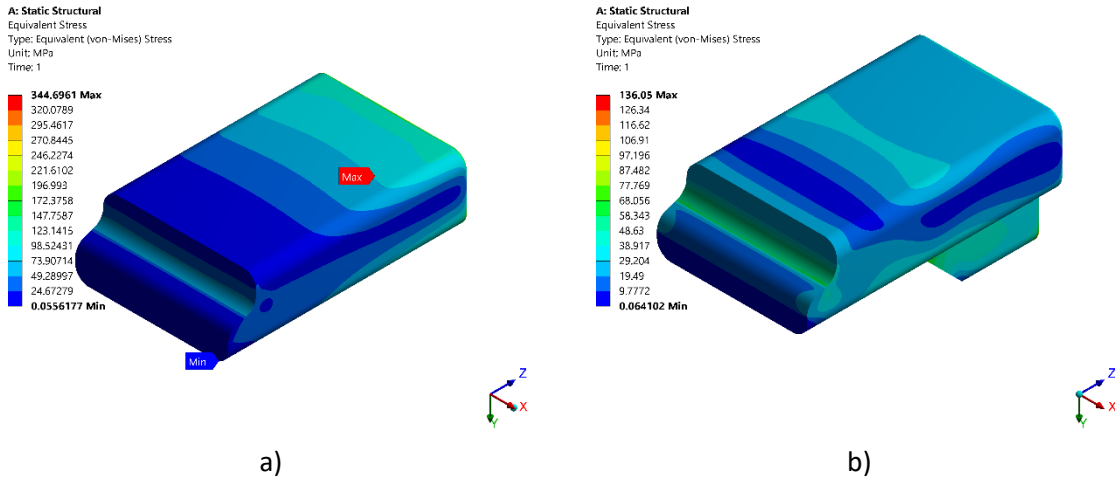 A: Static Structural
Equivalent Stress
Type: Equivalent (von-Mises) Stress
Unit: MPa
Time: 1
344.6961 Max
320.0789
295.4617
270.8445
246.2274
221.6102
196.993
172.3758
147.7587
123.1415
98.52431
73.90714
49.28997
24.67279
0.0556177 Min
Max
Min
Z
X
Y
a)
A: Static Structural
Equivalent Stress
Type: Equivalent (von-Mises) Stress
Unit: MPa
Time: 1
136.05 Max
126.34
116.62
106.91
97.196
87.482
77.769
68.056
58.343
48.63
38.917
29.204
19.49
9.7772
0.064102 Min
Z
X
Y
b)